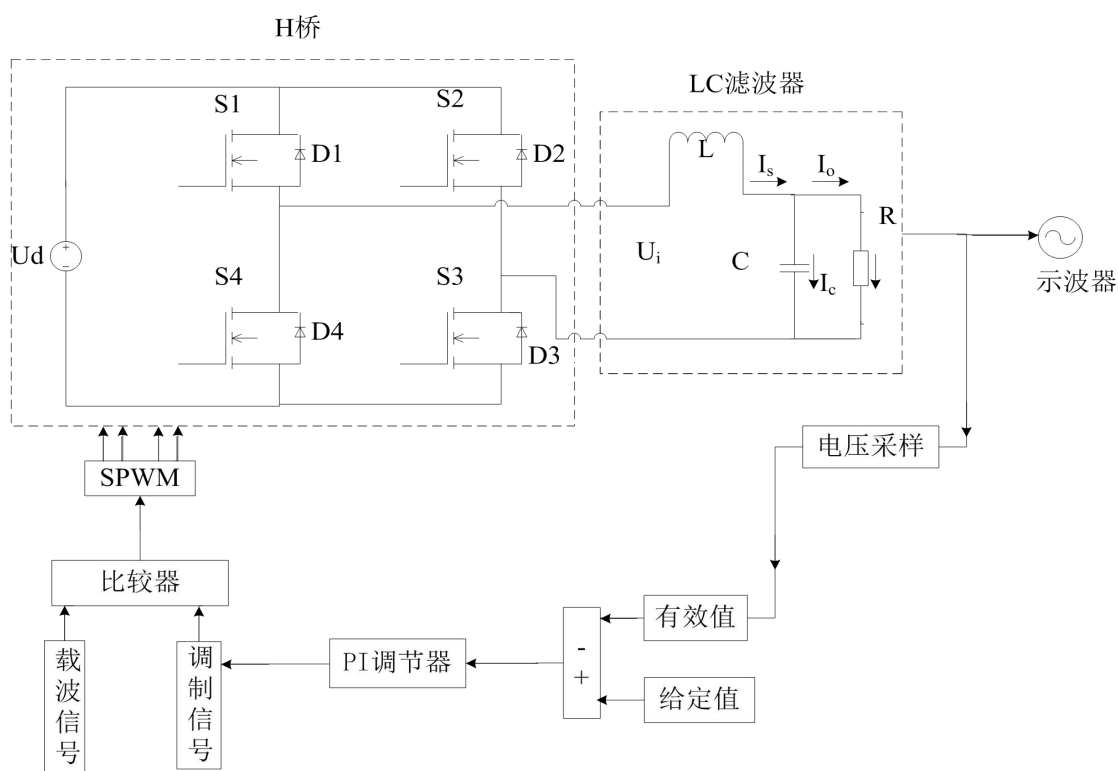 H桥
LC滤波器
S1
S2
D1
D2
L
Is
Io
R
Ud
Ui
C
Ic
示波器
S4
S3
D4
D3
+
-
SPWM
电压采样
比较器
有效值
-
+
PI调节器
给定值
载波信号
调制信号